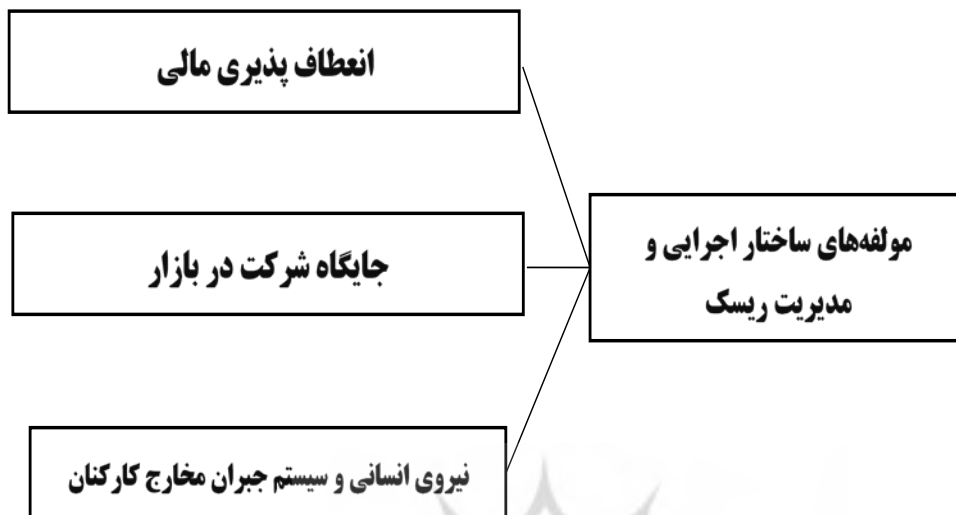 انعطاف پذیری مالی
مولفه‌های ساختار اجرایی و
مدیریت ریسک
جایگاه شرکت در بازار
نیروی انسانی و سیستم جبران مخارج کارکنان